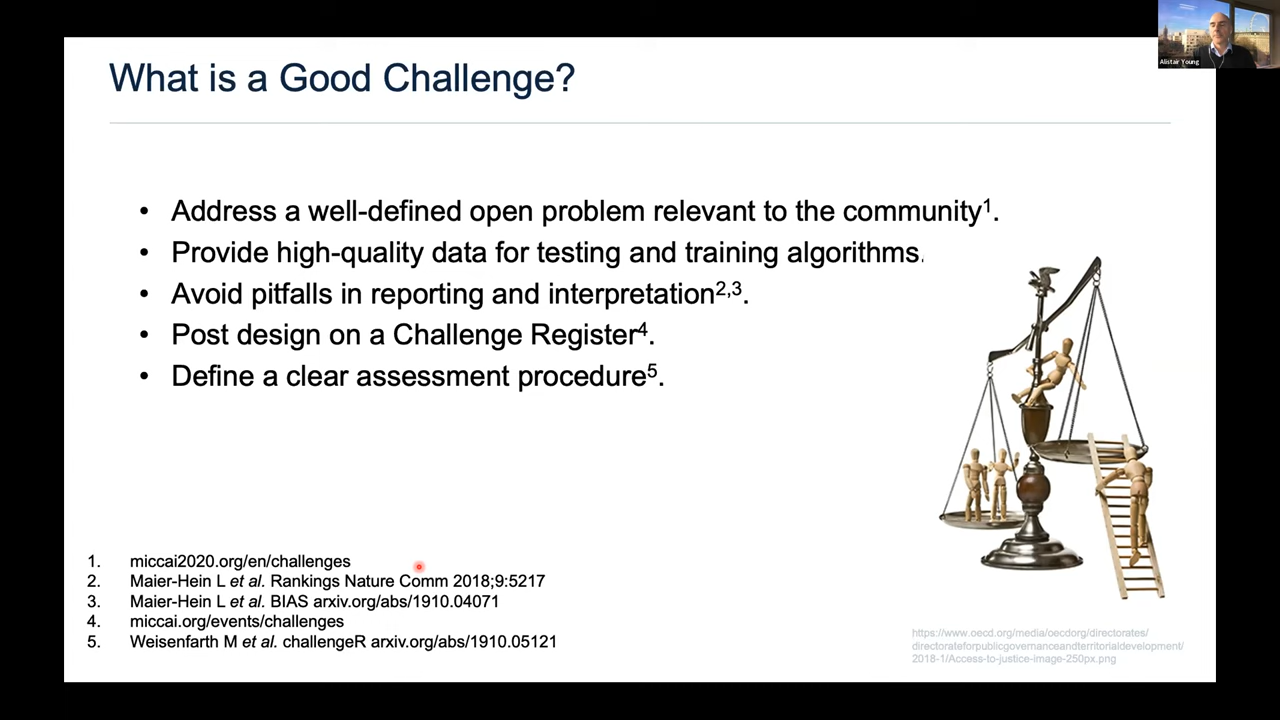 What is a Good Challenge?
Alistair Young
• Address a well-defined open problem relevant to the community1.
• Provide high-quality data for testing and training algorithms.
• Avoid pitfalls in reporting and interpretation2,3.
• Post design on a Challenge Register4.
• Define a clear assessment procedure5.
1. miccai2020.org/en/challenges
2. Maier-Hein L et al. Rankings Nature Comm 2018;9:5217
3. Maier-Hein L et al. BIAS arxiv.org/abs/1910.04071
4. miccai.org/events/challenges
5. Weisenfarth M et al. challengeR arxiv.org/abs/1910.05121
https://www.oecd.org/media/oecdorg/directorates/
directorateforpublicgovernanceandterritorialdevelopment/
2018-1/Access-to-justice-image-250px.png